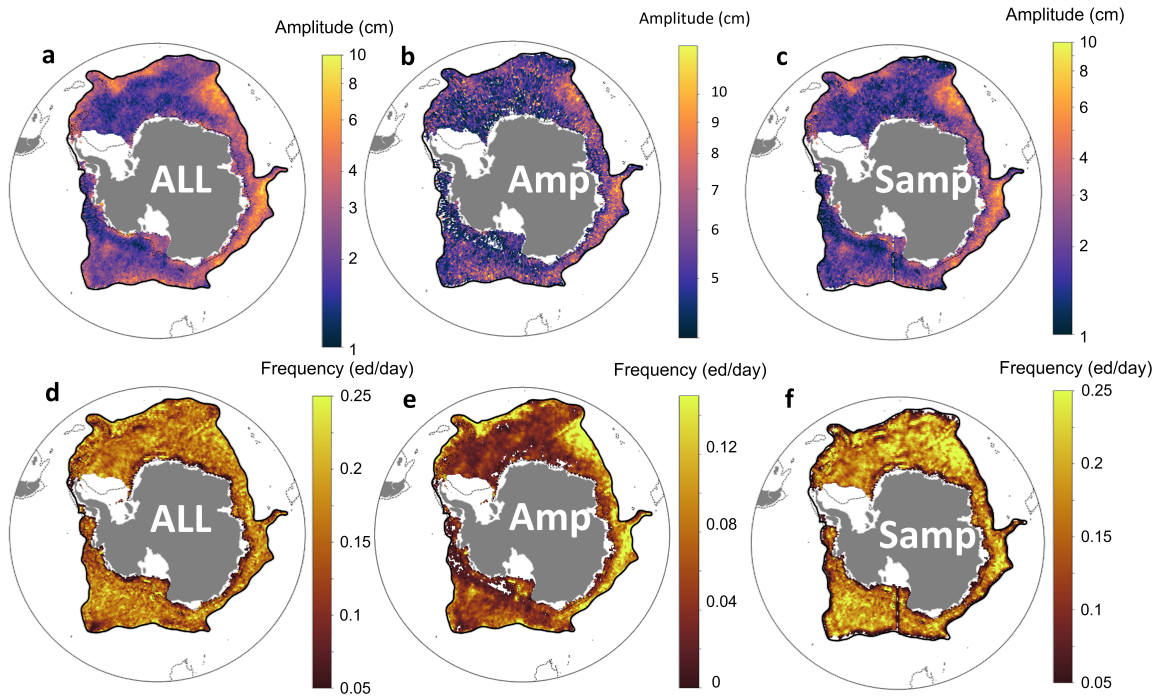 Amplitude (cm)
Amplitude (cm)
Amplitude (cm)
a
b
c
10
8
6
4
3
2
1
10
9
8
7
6
5
10
8
6
4
3
2
1
ALL
Amp
Samp
Frequency (ed/day)
Frequency (ed/day)
Frequency (ed/day)
d
e
f
0.25
0.2
0.15
0.1
0.05
0.12
0.08
0.04
0
0.25
0.2
0.15
0.1
0.05
ALL
Amp
Samp